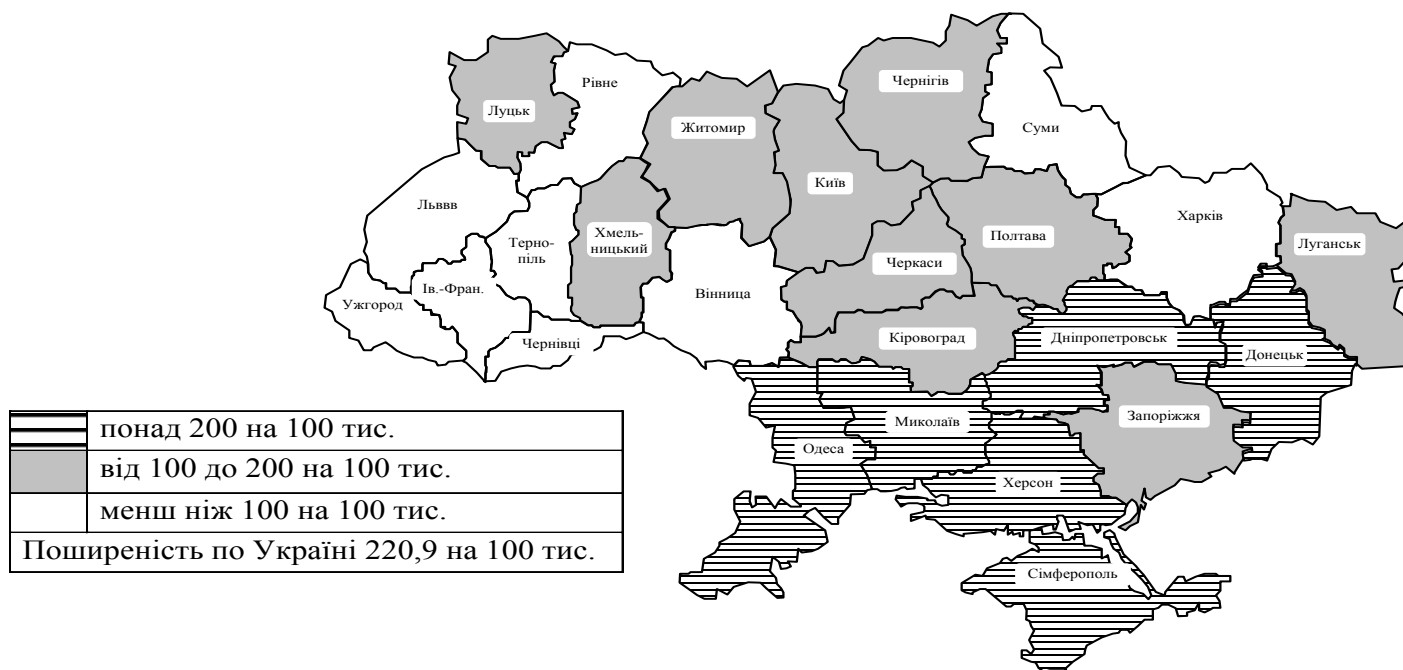 Чернігів
Рівне
Луцьк
Житомир
Суми
Київ
Львв
Харків
Хмель-
ницький
Терно-
піль
Полтава
Луганськ
Черкаси
Ів.-Фран.
Вінниця
Ужгород
Чернівці
Кіровоград
Дніпропетровськ
Донецьк
Запоріжжя
Миколаїв
Одеса
Херсон
Сімферополь
понад 200 на 100 тис.
від 100 до 200 на 100 тис.
менш ніж 100 на 100 тис.
Поширеність по Україні 220,9 на 100 тис.